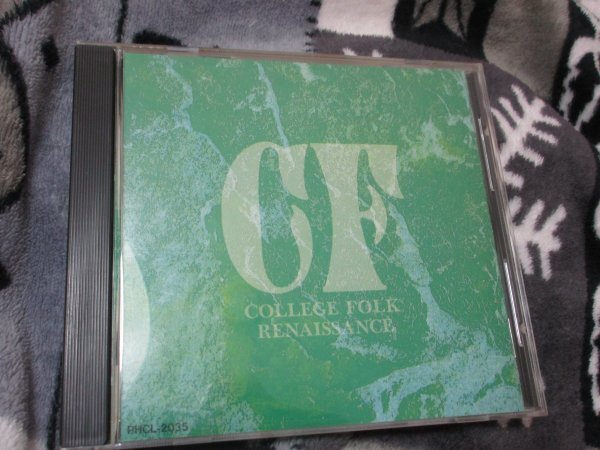 CF
COLLEGE FOLK
RENAISSANCE
PHCL-2035